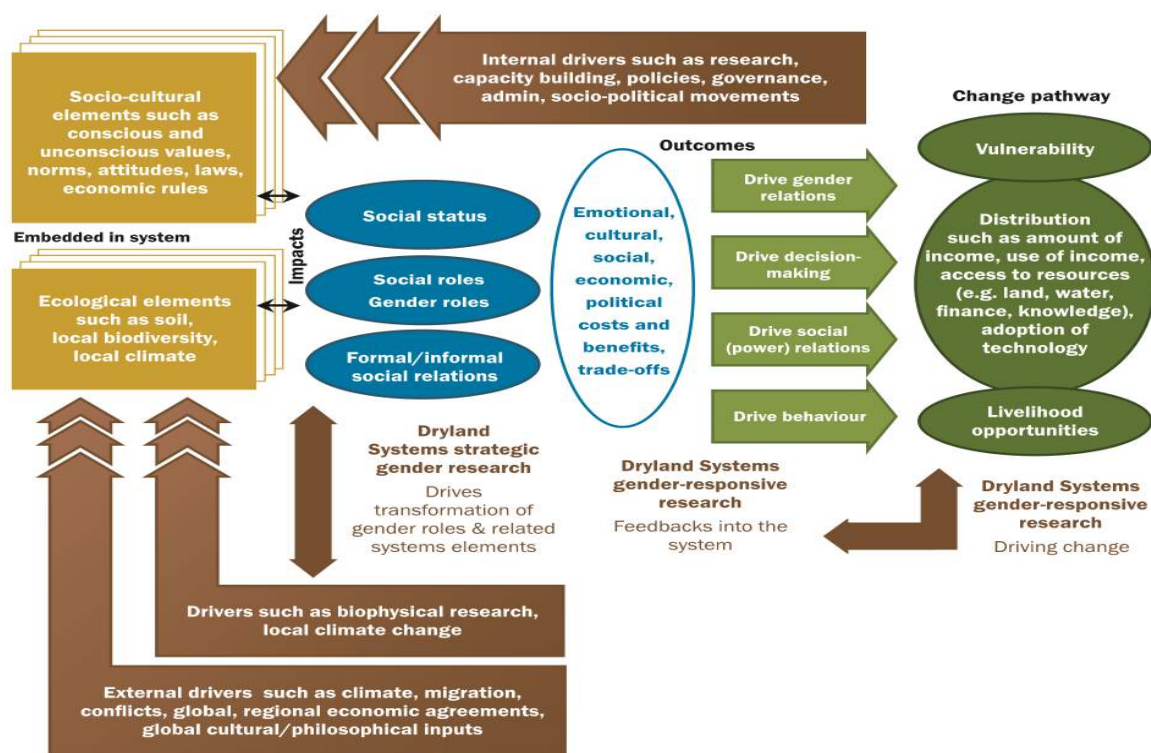 Internal drivers such as research,
capacity building, policies, governance,
admin, socio-political movements
Socio-cultural
elements such as
conscious and
unconscious values,
norms, attitudes, laws,
economic rules
Embedded in system
Ecological elements
such as soil,
local biodiversity,
local climate
Impacts
Social status
Social roles
Gender roles
Formal/informal
social relations
Emotional,
cultural,
social,
economic,
political
costs and
benefits,
trade-offs
Outcomes
Drive gender
relations
Drive decision-
making
Drive social
(power) relations
Drive behaviour
Change pathway
Vulnerability
Distribution
such as amount of
income, use of income,
access to resources
(e.g. land, water,
finance, knowledge),
adoption of
technology
Livelihood
opportunities
Dryland
Systems strategic
gender research
Drives
transformation of
gender roles & related
systems elements
Dryland Systems
gender-responsive
research
Feedbacks into the
system
Dryland Systems
gender-responsive
research
Driving change
Drivers such as biophysical research,
local climate change
External drivers such as climate, migration,
conflicts, global, regional economic agreements,
global cultural/philosophical inputs